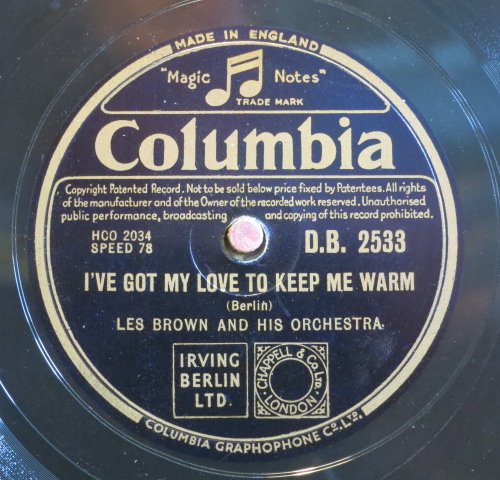 MADE IN ENGLAND
"Magic Notes"
TRADE MARK
Columbia
Copyright Patented Record. Not to be sold below price fixed by Patentees. All rights
of the manufacturer and of the Owner of the recorded work reserved. Unauthorised
public performance, broadcasting and copying of this record prohibited.
HCO 2034
SPEED 78
D.B. 2533
I'VE GOT MY LOVE TO KEEP ME WARM
(Berlin)
LES BROWN AND HIS ORCHESTRA.
IRVING
BERLIN
LTD.
CHAPPELL & Co. Ltd.
LONDON
COLUMBIA GRAPHOPHONE Co. LTD.